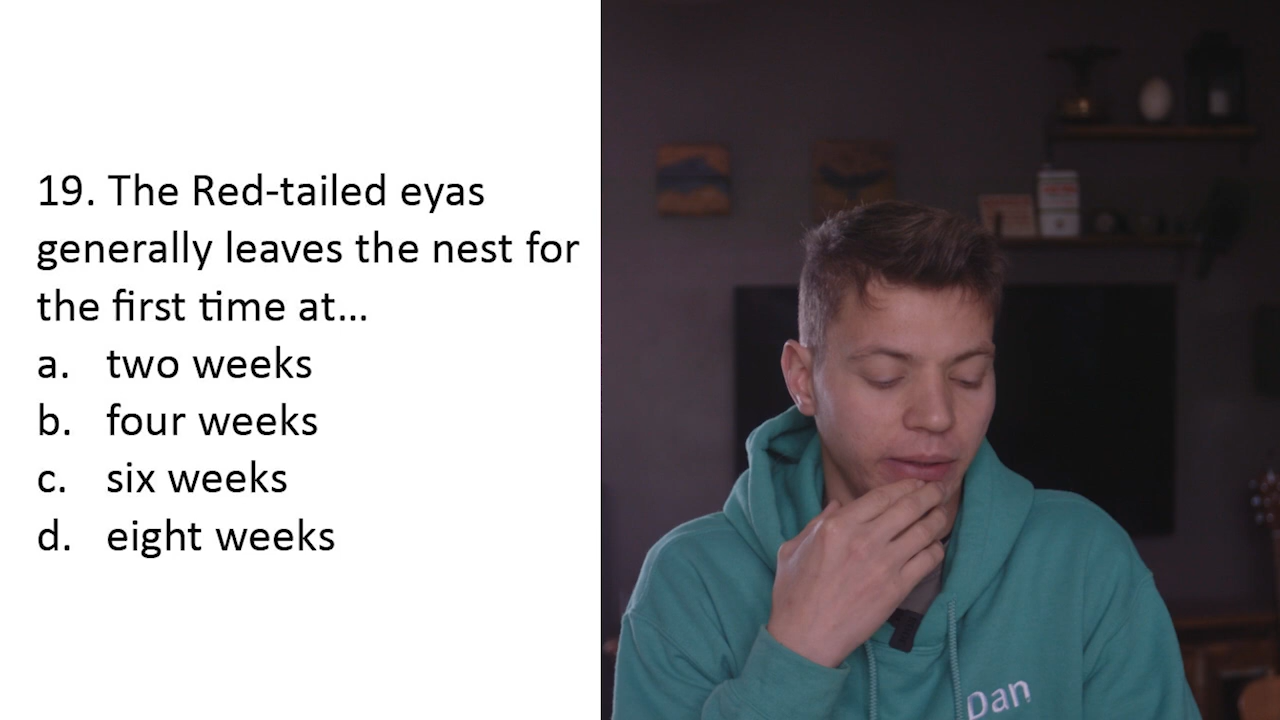 19. The Red-tailed eyas
generally leaves the nest for
the first time at...
a. two weeks
b. four weeks
c. six weeks
d. eight weeks
Dan